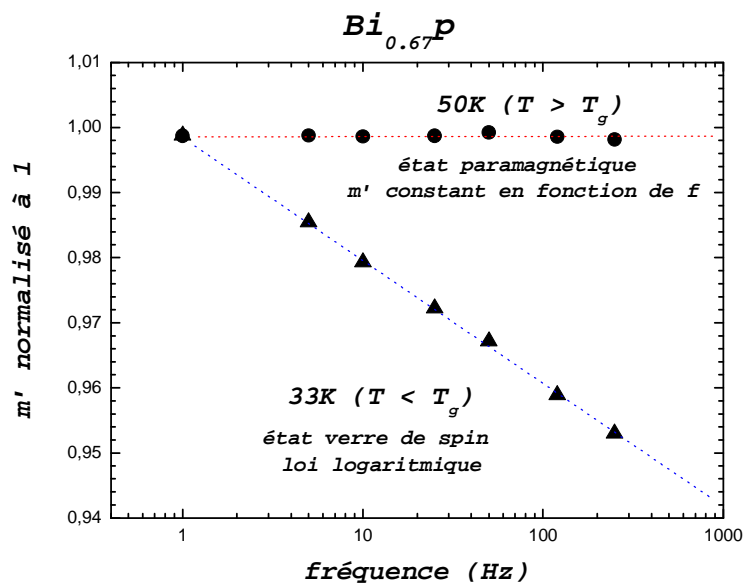 Bi0.67p
1,01
1.00
0,99
0,98
0,97
0,96
0,95
0,94
m' normalisé à 1
50K (T > Tg)
état paramagnétique
m' constant en fonction de f
33K (T < Tg)
état verre de spin
loi logaritmique
1 10 100 1000
fréquence (Hz)